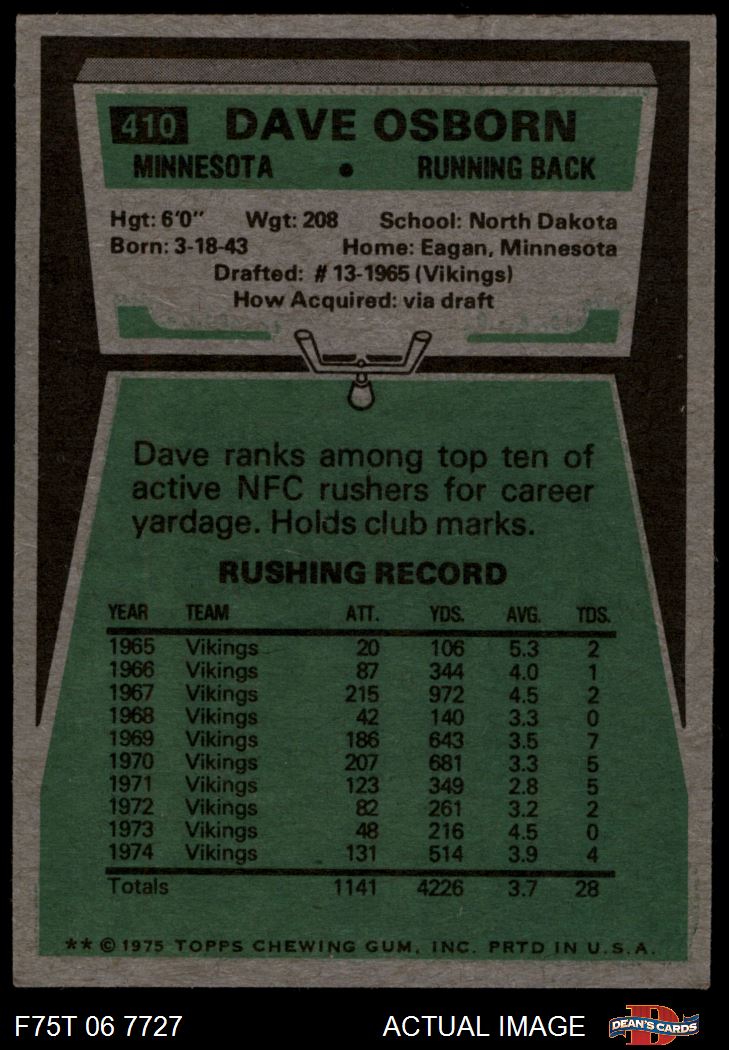 410 DAVE OSBORN
MINNESOTA • RUNNING BACK
Hgt: 6'0" Wgt: 208 School: North Dakota
Born: 3-18-43 Home: Eagan, Minnesota
Drafted: #13-1965 (Vikings)
How Acquired: via draft
Dave ranks among top ten of
active NFC rushers for career
yardage. Holds club marks.
RUSHING RECORD
YEAR TEAM ATT. YDS. AVG. TDS.
1965 Vikings 20 106 5.3 2
1966 Vikings 87 344 4.0 1
1967 Vikings 215 972 4.5 2
1968 Vikings 42 140 3.3 0
1969 Vikings 186 643 3.5 7
1970 Vikings 207 681 3.3 5
1971 Vikings 123 349 2.8 5
1972 Vikings 82 261 3.2 2
1973 Vikings 48 216 4.5 0
1974 Vikings 131 514 3.9 4
Totals 1141 4226 3.7 28
** © 1975 TOPPS CHEWING GUM, INC. PRTD IN U.S.A.
F75T 06 7727 ACTUAL IMAGE D DEAN'S CARDS